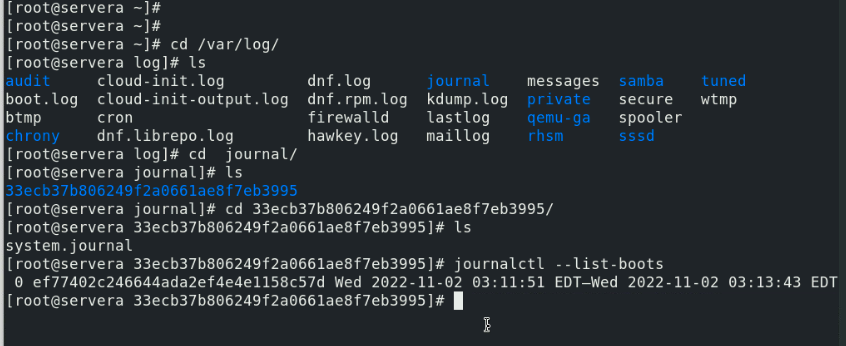 [root@servera ~]#
[root@servera ~]#
[root@servera ~]# cd /var/log/
[root@servera log]# ls
audit cloud-init.log dnf.log journal messages samba tuned
boot.log cloud-init-output.log dnf.rpm.log kdump.log private secure wtmp
btmp cron firewalld lastlog qemu-ga spooler
chrony dnf.librepo.log hawkey.log maillog rhsm sssd
[root@servera log]# cd  journal/
[root@servera journal]# ls
33ecb37b806249f2a0661ae8f7eb3995
[root@servera journal]# cd 33ecb37b806249f2a0661ae8f7eb3995/
[root@servera 33ecb37b806249f2a0661ae8f7eb3995]# ls
system.journal
[root@servera 33ecb37b806249f2a0661ae8f7eb3995]# journalctl --list-boots
 0 ef77402c246644ada2ef4e4e1158c57d Wed 2022-11-02 03:11:51 EDT—Wed 2022-11-02 03:13:43 EDT
[root@servera 33ecb37b806249f2a0661ae8f7eb3995]#